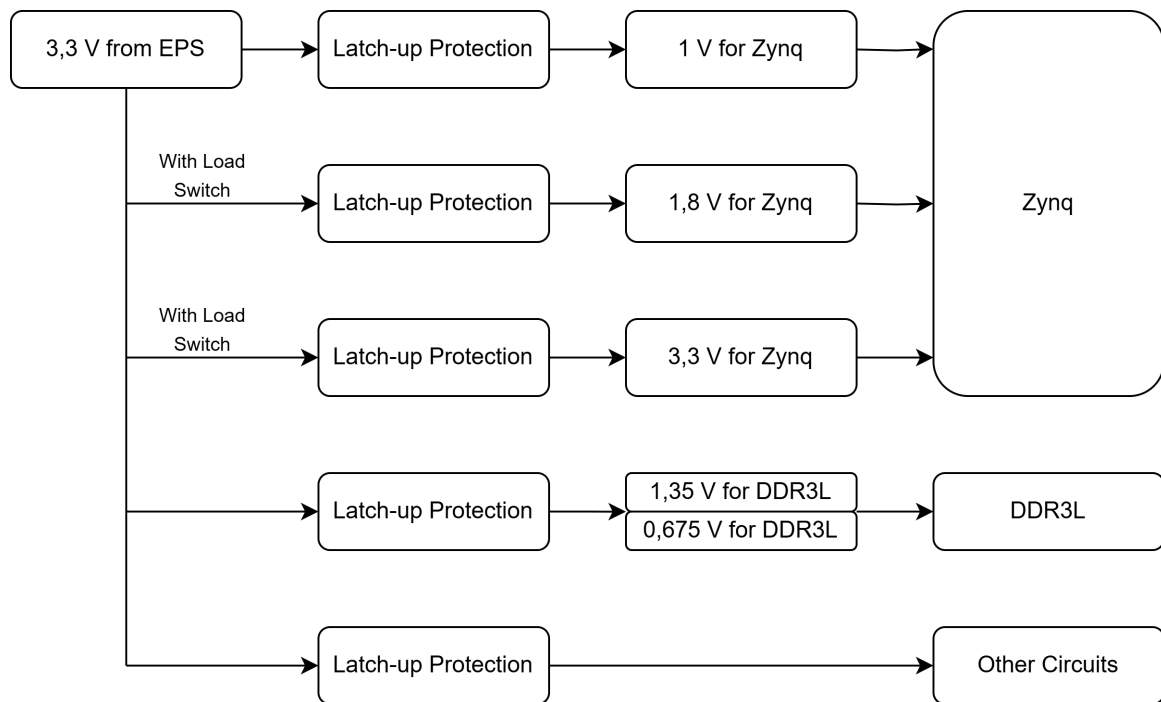 3,3 V from EPS
Latch-up Protection
1 V for Zynq
With Load
Switch
Latch-up Protection
1,8 V for Zynq
Zynq
With Load
Switch
Latch-up Protection
3,3 V for Zynq
Latch-up Protection
1,35 V for DDR3L
0,675 V for DDR3L
DDR3L
Latch-up Protection
Other Circuits